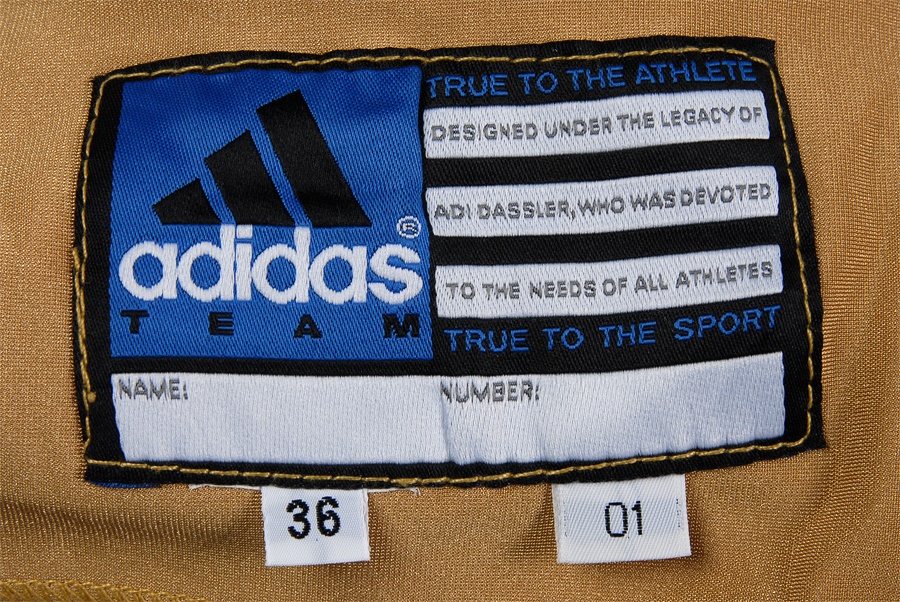 adidas®
TEAM
TRUE TO THE ATHLETE
DESIGNED UNDER THE LEGACY OF
ADI DASSLER, WHO WAS DEVOTED
TO THE NEEDS OF ALL ATHLETES
TRUE TO THE SPORT
NAME:
NUMBER:
36
01